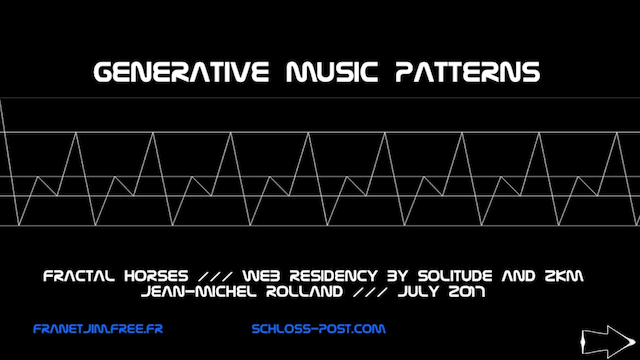 GENERATIVE MUSIC PATTERNS
FRACTAL HORSES /// WEB RESIDENCY BY SOLITUDE AND ZKM
JEAN-MICHEL ROLLAND /// JULY 2017
FRANETJIM.FREE.FR
SCHLOSS-POST.COM